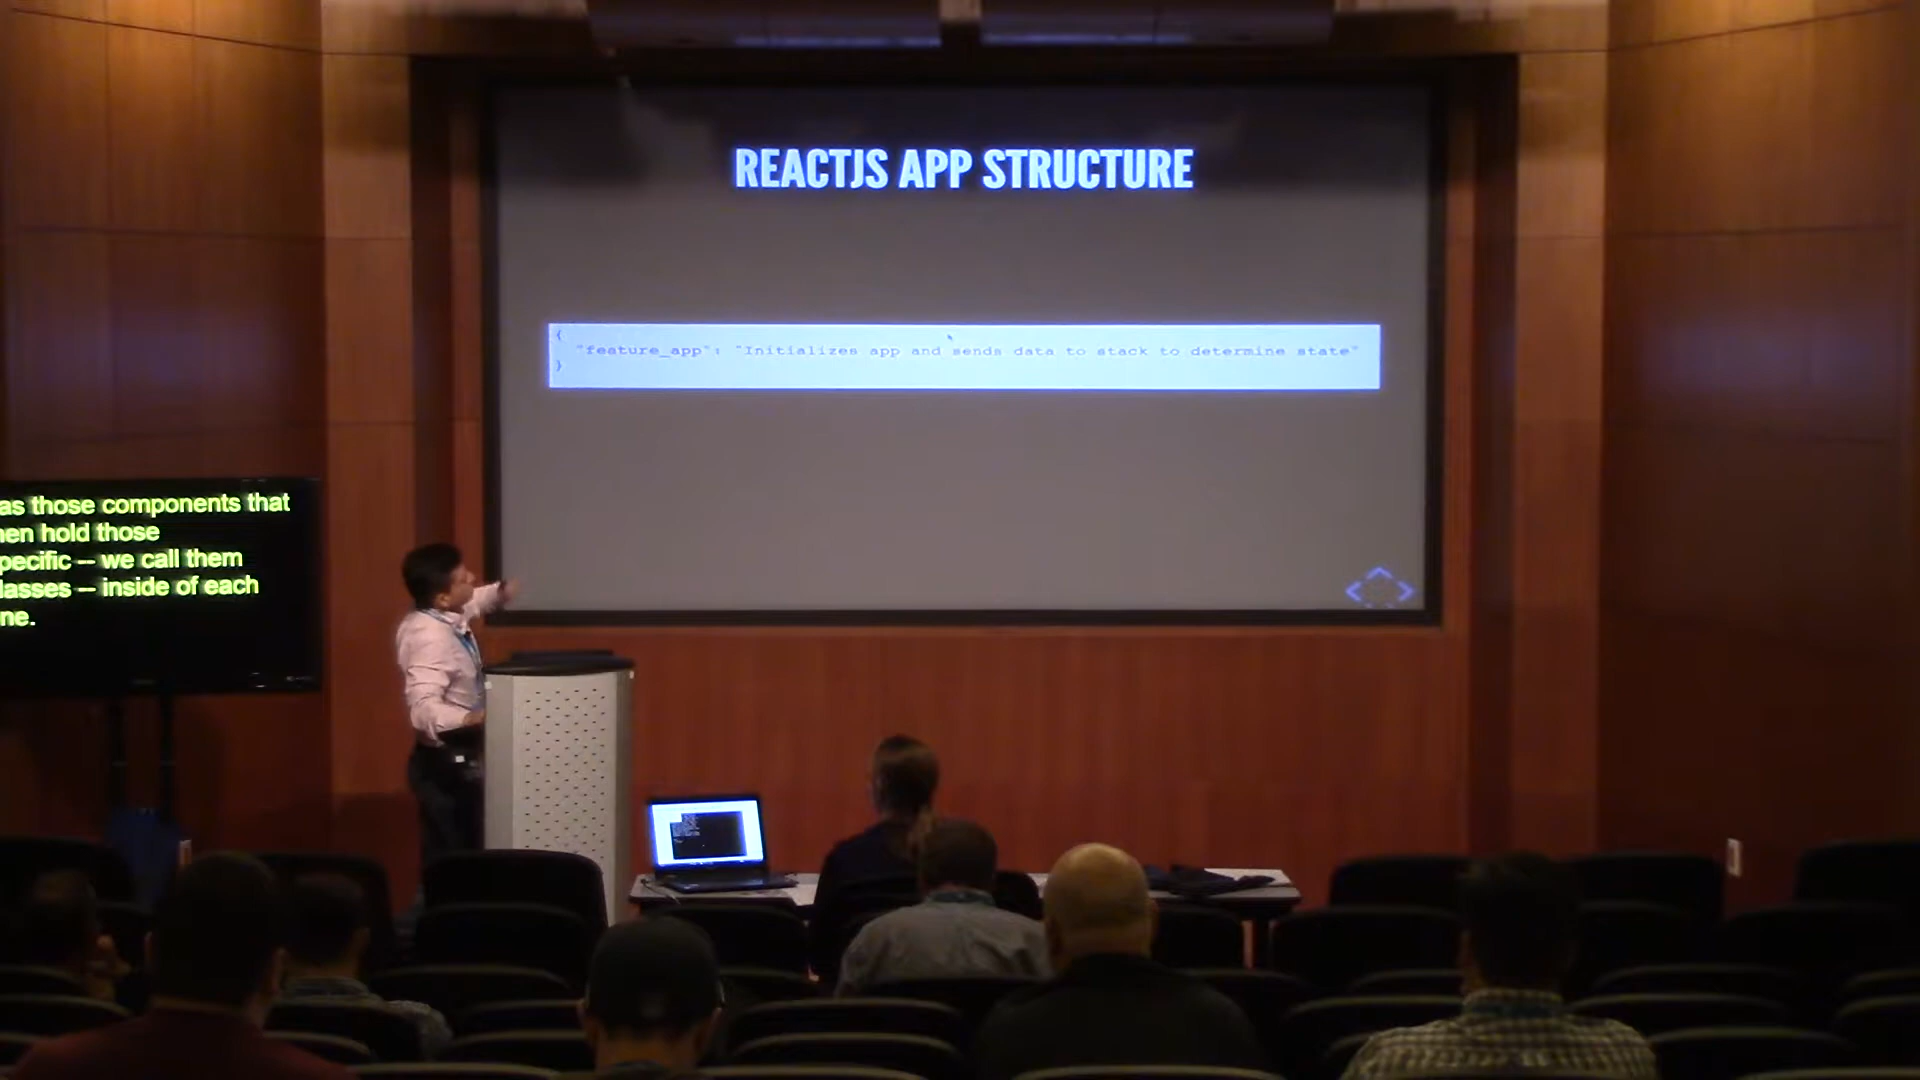 REACTJS APP STRUCTURE
{
"feature_app": "Initializes app and sends data to stack to determine state"
}
as those components that
hen hold those
pecific -- we call them
lasses -- inside of each
ne.